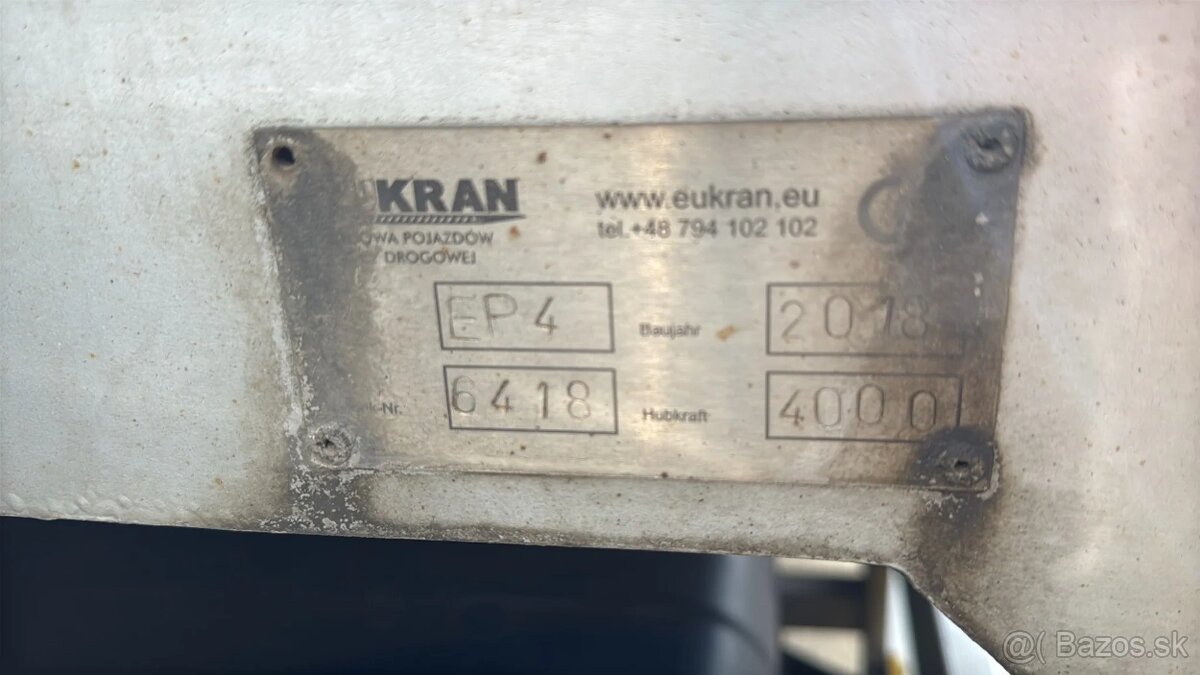 KRAN
www.eukran.eu
tel.+48 794 102 102
OWA POJAZDÓW
DROGOWEJ
EP4
Baujahr
2018
Nr.
6418
Hubkraft
4000
@( Bazos.sk